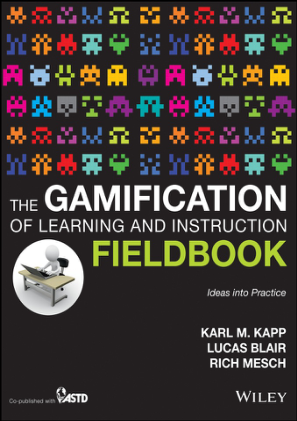 THE GAMIFICATION
OF LEARNING AND INSTRUCTION
FIELDBOOK
Ideas into Practice
KARL M. KAPP
LUCAS BLAIR
RICH MESCH
Co-published with ASTD
WILEY